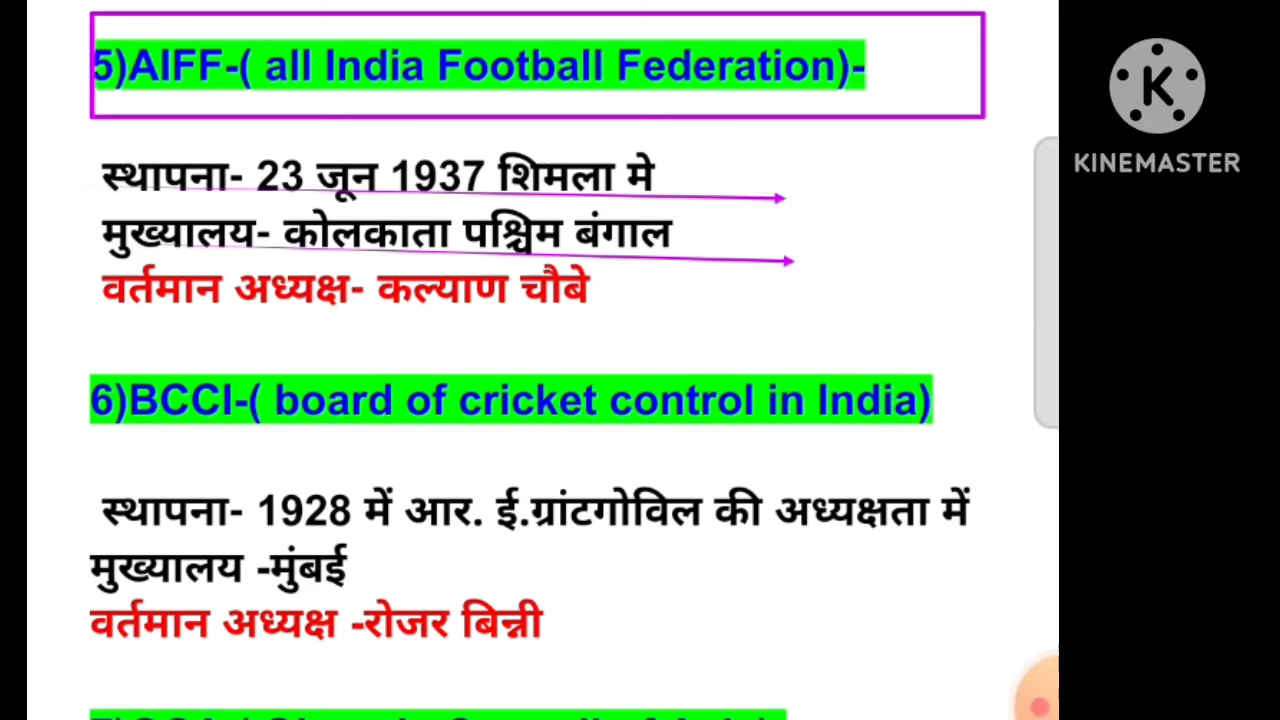 5)AIFF-( all India Football Federation)-
K
KINEMASTER
स्थापना- 23 जून 1937 शिमला मे
मुख्यालय- कोलकाता पश्चिम बंगाल
वर्तमान अध्यक्ष- कल्याण चौबे
6)BCCI-( board of cricket control in India)
स्थापना- 1928 में आर. ई.ग्रांटगोविल की अध्यक्षता में
मुख्यालय -मुंबई
वर्तमान अध्यक्ष -रोजर बिन्नी